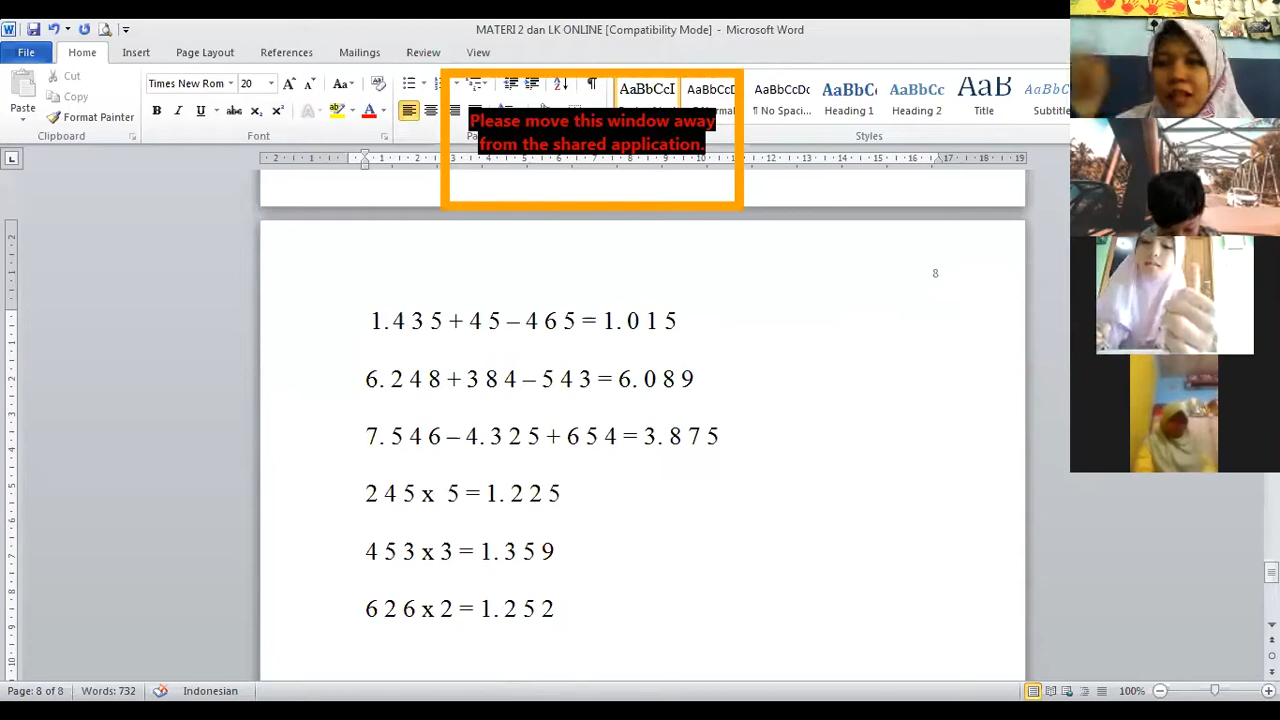 MATERI 2 dan LK ONLINE [Compatibility Mode] - Microsoft Word
File Home Insert Page Layout References Mailings Review View
Times New Rom 20
Cut
Copy
Paste
Format Painter
Clipboard
Font
Please move this window away
from the shared application.
AaBbCcI AaBbCcDc AaBbCcDc AaBbCc AaBbCc AaB AaBbCcD
¶ No Spaci... Heading 1 Heading 2 Title Subtitle
Styles
8
1. 4 3 5 + 4 5 – 4 6 5 = 1. 0 1 5
6. 2 4 8 + 3 8 4 – 5 4 3 = 6. 0 8 9
7. 5 4 6 – 4. 3 2 5 + 6 5 4 = 3. 8 7 5
2 4 5 x 5 = 1. 2 2 5
4 5 3 x 3 = 1. 3 5 9
6 2 6 x 2 = 1. 2 5 2
Page: 8 of 8 Words: 732 Indonesian 100%